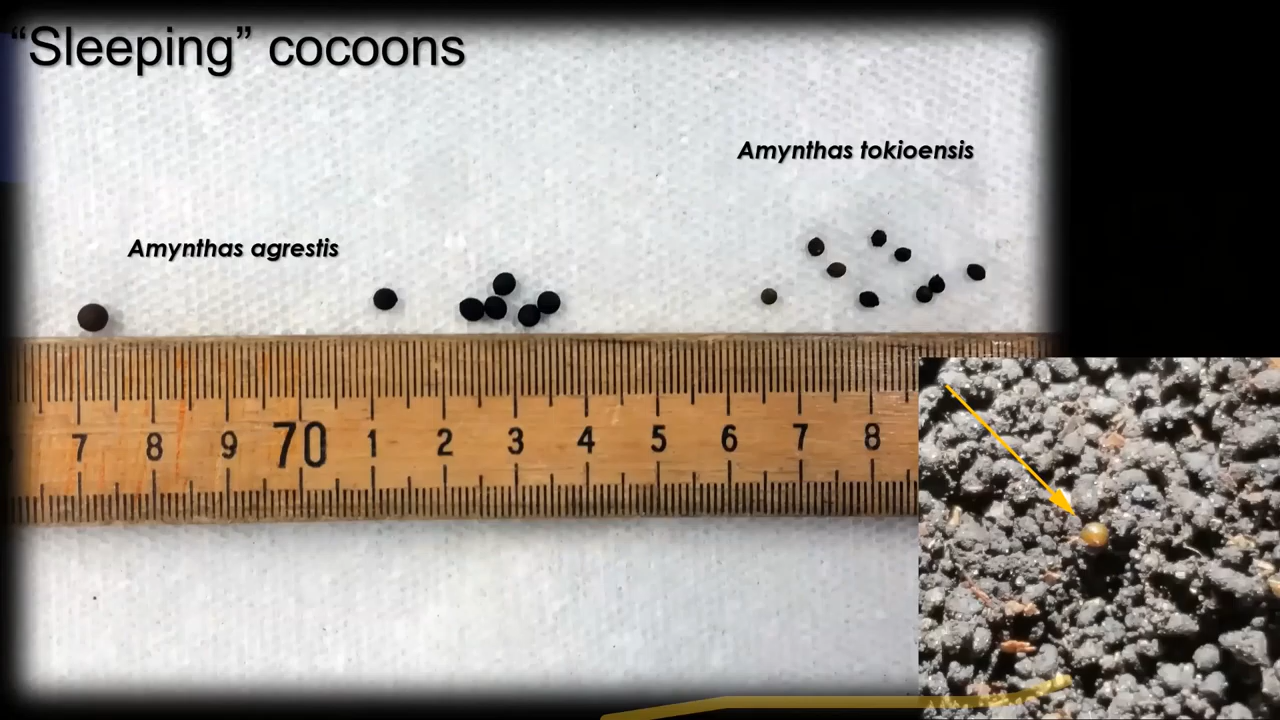 “Sleeping” cocoons
Amynthas tokioensis
Amynthas agrestis
7 8 9 70 1 2 3 4 5 6 7 8